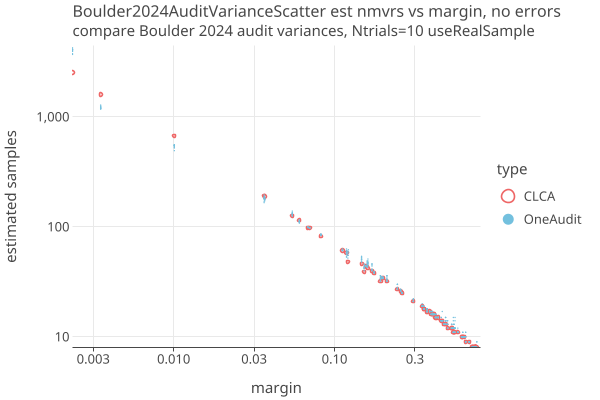 Boulder2024AuditVarianceScatter est nmvrs vs margin, no errors
compare Boulder 2024 audit variances, Ntrials=10 useRealSample
estimated samples
1,000
100
10
0.003
0.010
0.03
0.10
0.3
margin
type
CLCA
OneAudit